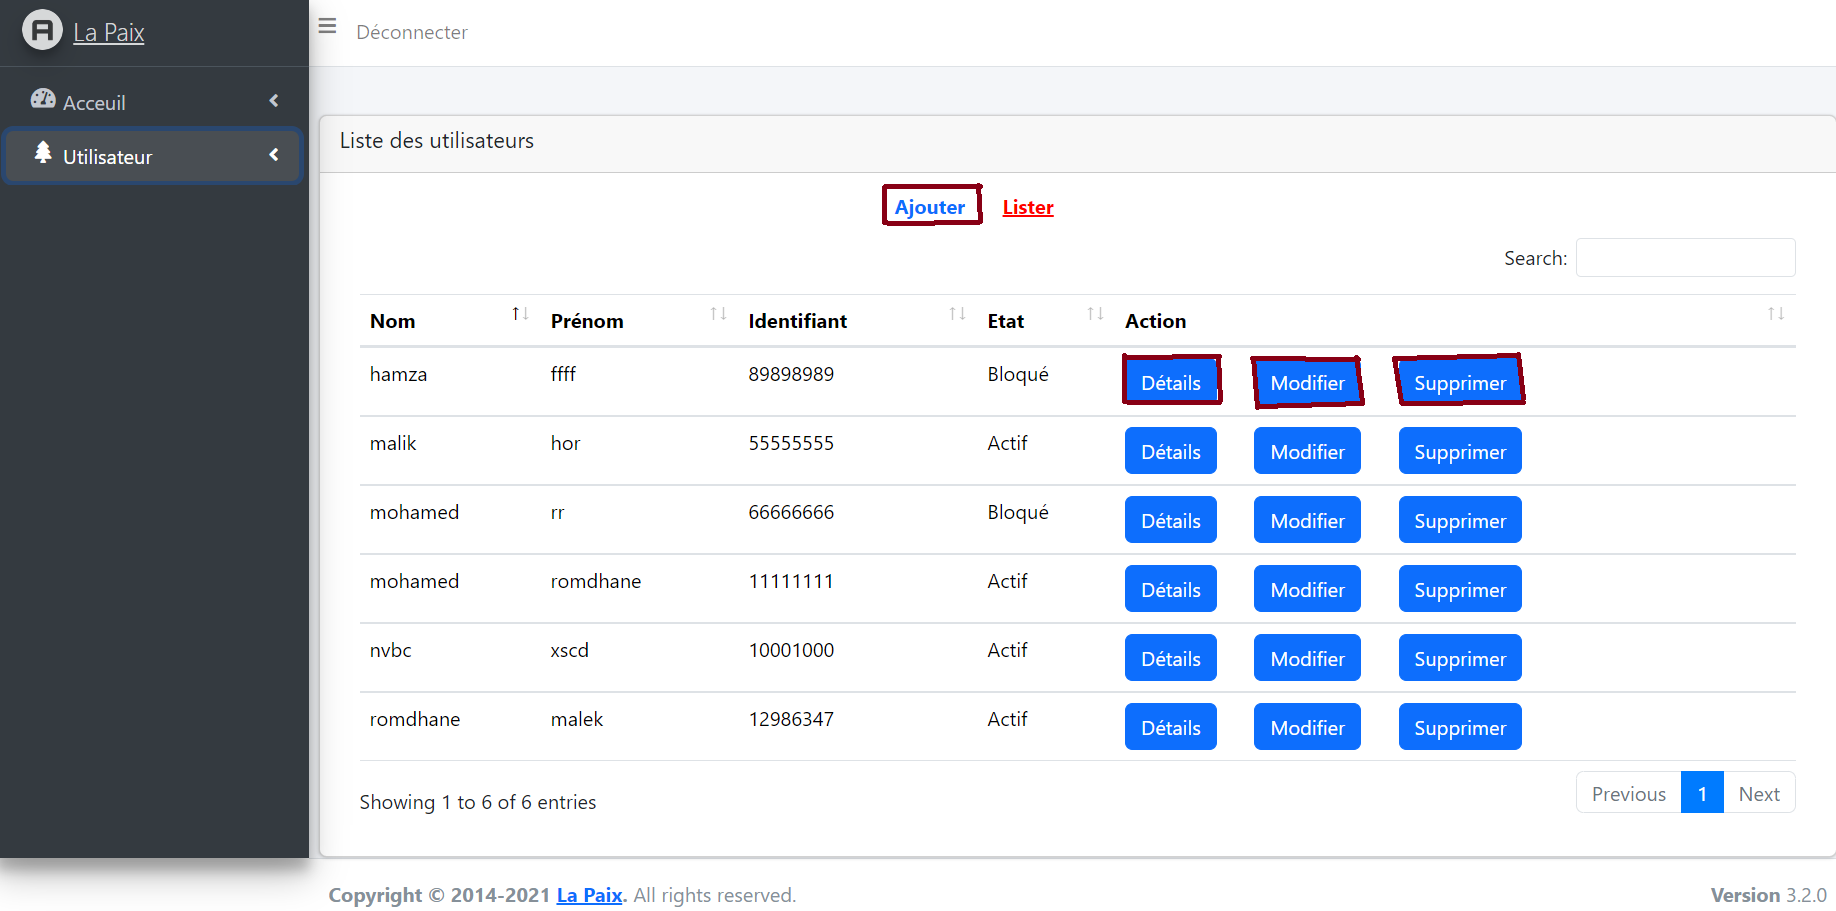 La Paix
Déconnecter
Acceuil
Utilisateur
Liste des utilisateurs
Ajouter Lister
Search:
Nom Prénom Identifiant Etat Action
hamza ffff 89898989 Bloqué Détails Modifier Supprimer
malik hor 55555555 Actif Détails Modifier Supprimer
mohamed rr 66666666 Bloqué Détails Modifier Supprimer
mohamed romdhane 11111111 Actif Détails Modifier Supprimer
nvbc xscd 10001000 Actif Détails Modifier Supprimer
romdhane malek 12986347 Actif Détails Modifier Supprimer
Showing 1 to 6 of 6 entries
Previous 1 Next
Copyright © 2014-2021 La Paix. All rights reserved.
Version 3.2.0